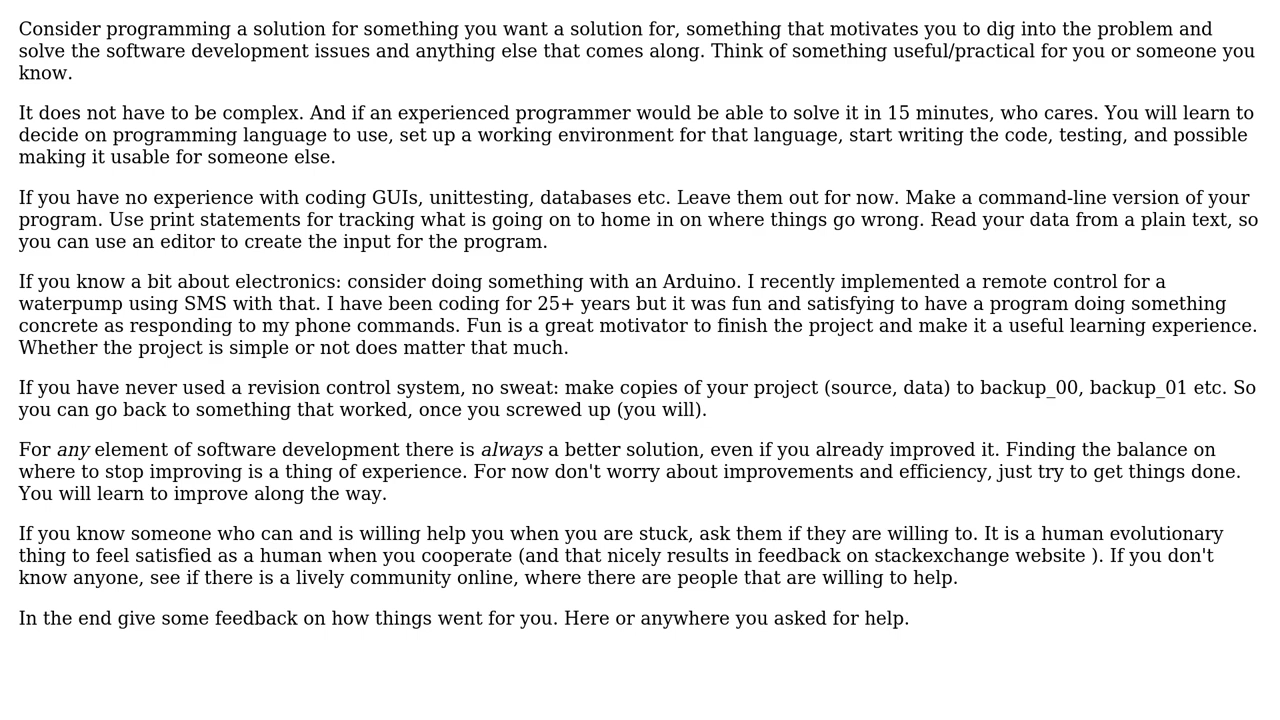 Consider programming a solution for something you want a solution for, something that motivates you to dig into the problem and
solve the software development issues and anything else that comes along. Think of something useful/practical for you or someone you
know.
It does not have to be complex. And if an experienced programmer would be able to solve it in 15 minutes, who cares. You will learn to
decide on programming language to use, set up a working environment for that language, start writing the code, testing, and possible
making it usable for someone else.
If you have no experience with coding GUIs, unittesting, databases etc. Leave them out for now. Make a command-line version of your
program. Use print statements for tracking what is going on to home in on where things go wrong. Read your data from a plain text, so
you can use an editor to create the input for the program.
If you know a bit about electronics: consider doing something with an Arduino. I recently implemented a remote control for a
waterpump using SMS with that. I have been coding for 25+ years but it was fun and satisfying to have a program doing something
concrete as responding to my phone commands. Fun is a great motivator to finish the project and make it a useful learning experience.
Whether the project is simple or not does matter that much.
If you have never used a revision control system, no sweat: make copies of your project (source, data) to backup_00, backup_01 etc. So
you can go back to something that worked, once you screwed up (you will).
For any element of software development there is always a better solution, even if you already improved it. Finding the balance on
where to stop improving is a thing of experience. For now don't worry about improvements and efficiency, just try to get things done.
You will learn to improve along the way.
If you know someone who can and is willing help you when you are stuck, ask them if they are willing to. It is a human evolutionary
thing to feel satisfied as a human when you cooperate (and that nicely results in feedback on stackexchange website ). If you don't
know anyone, see if there is a lively community online, where there are people that are willing to help.
In the end give some feedback on how things went for you. Here or anywhere you asked for help.